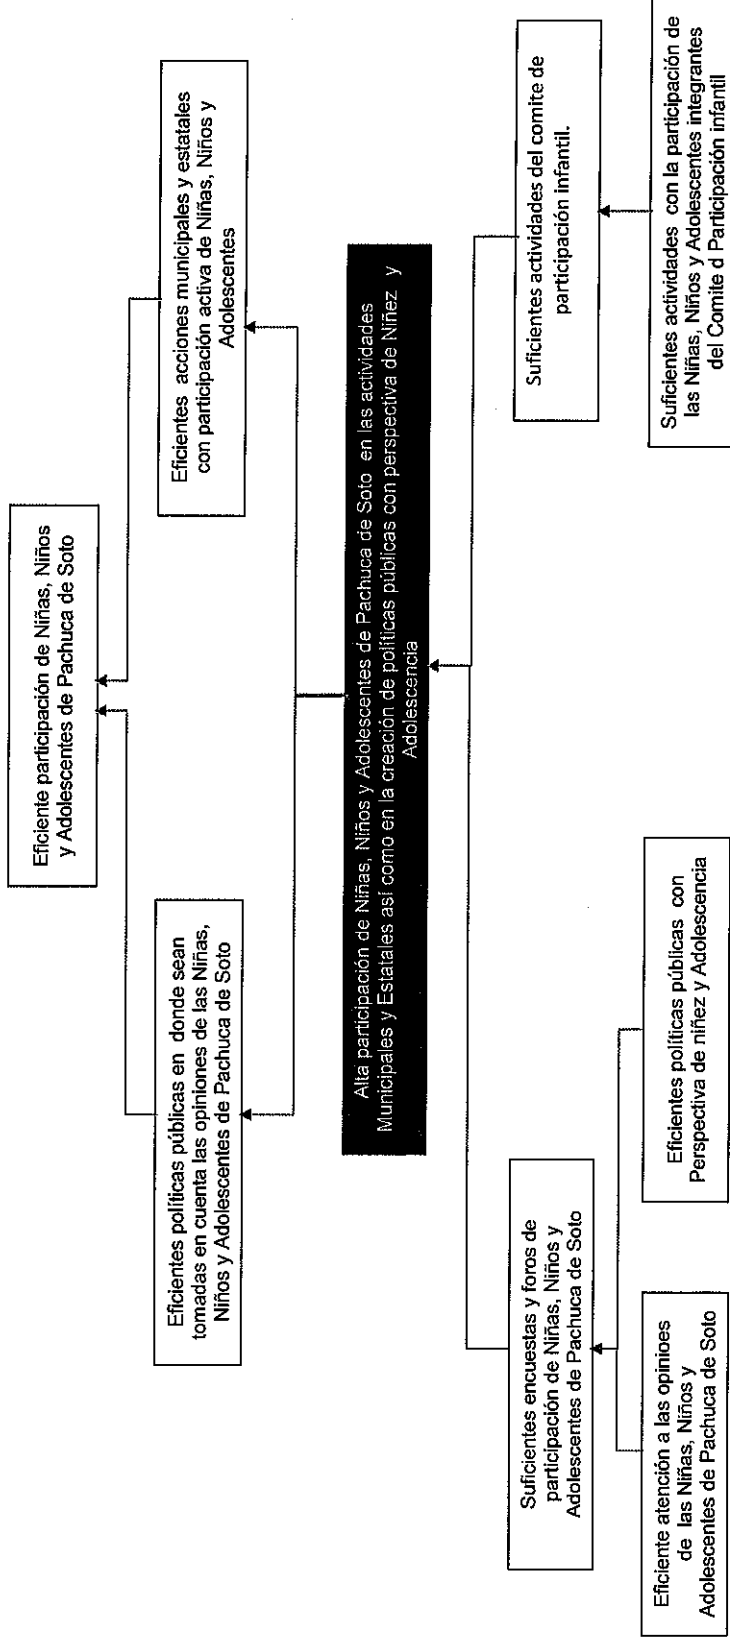 Eficiente participación de Niñas, Niños
y Adolescentes de Pachuca de Soto
Eficientes políticas públicas en donde sean
tomadas en cuenta las opiniones de las Niñas,
Niños y Adolescentes de Pachuca de Soto
Eficientes acciones municipales y estatales
con participación activa de Niñas, Niños y
Adolescentes
Alta participación de Niñas, Niños y Adolescentes de Pachuca de Soto en las actividades
Municipales y Estatales así como en la creación de políticas públicas con perspectiva de Niñez y
Adolescencia
Suficientes encuestas y foros de
participación de Niñas, Niños y
Adolescentes de Pachuca de Soto
Suficientes actividades del comite de
participación infantil.
Eficiente atención a las opinioes
de las Niñas, Niños y
Adolescentes de Pachuca de Soto
Eficientes políticas públicas con
Perspectiva de niñez y Adolescencia
Suficientes actividades con la participación de
las Niñas, Niños y Adolescentes integrantes
del Comite d Participación infantil